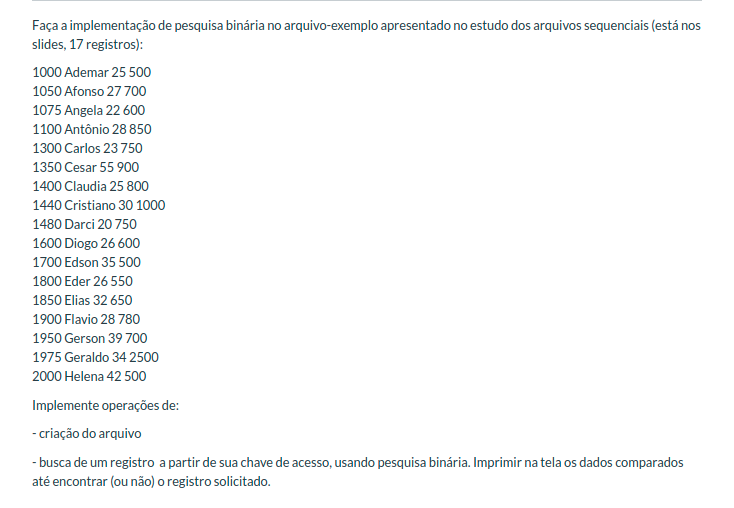 Faça a implementação de pesquisa binária no arquivo-exemplo apresentado no estudo dos arquivos sequenciais (está nos
slides, 17 registros):
1000 Ademar 25 500
1050 Afonso 27 700
1075 Angela 22 600
1100 Antônio 28 850
1300 Carlos 23 750
1350 Cesar 55 900
1400 Claudia 25 800
1440 Cristiano 30 1000
1480 Darci 20 750
1600 Diogo 26 600
1700 Edson 35 500
1800 Eder 26 550
1850 Elias 32 650
1900 Flavio 28 780
1950 Gerson 39 700
1975 Geraldo 34 2500
2000 Helena 42 500
Implemente operações de:
- criação do arquivo
- busca de um registro a partir de sua chave de acesso, usando pesquisa binária. Imprimir na tela os dados comparados
até encontrar (ou não) o registro solicitado.